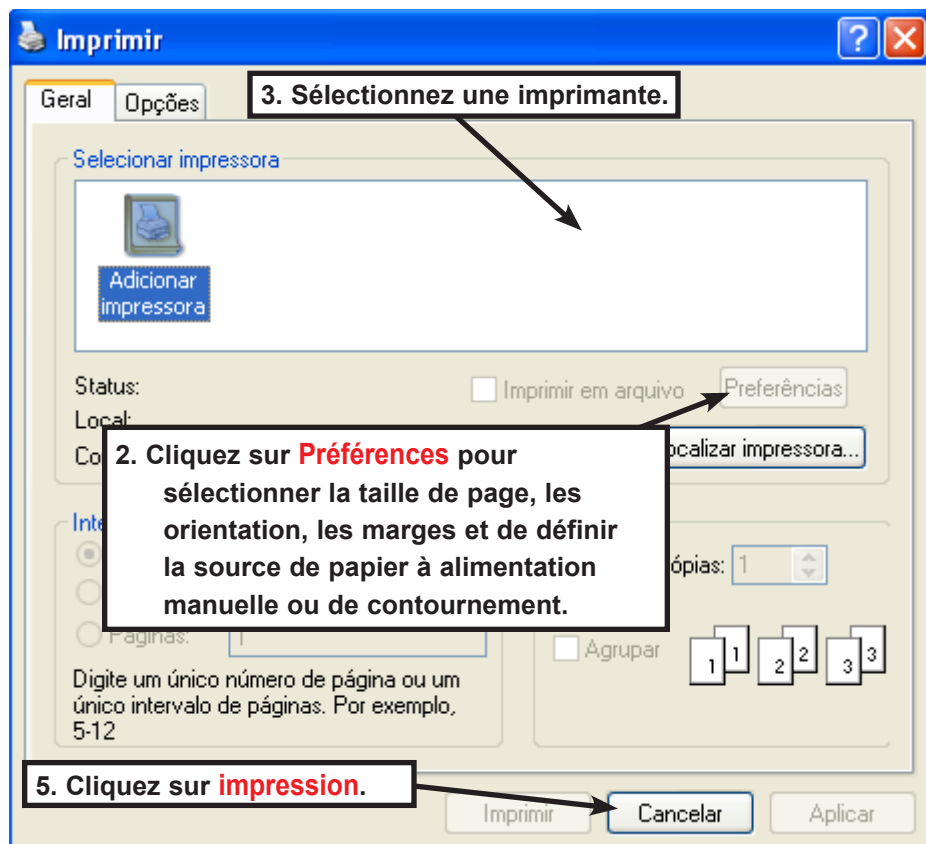 Imprimir
Geral
Opções
3. Sélectionnez une imprimante.
Selecionar impressora
Adicionar
impressora
Status:
Imprimir em arquivo
Preferências
Local:
2. Cliquez sur Préférences pour
sélectionner la taille de page, les
orientation, les marges et de définir
la source de papier à alimentation
manuelle ou de contournement.
Co
ocalizar impressora...
Inte
ópias: 1
Páginas:
1
Agrupar
1 1 2 2 3 3
Digite um único número de página ou um
único intervalo de páginas. Por exemplo,
5-12
5. Cliquez sur impression.
Imprimir
Cancelar
Aplicar